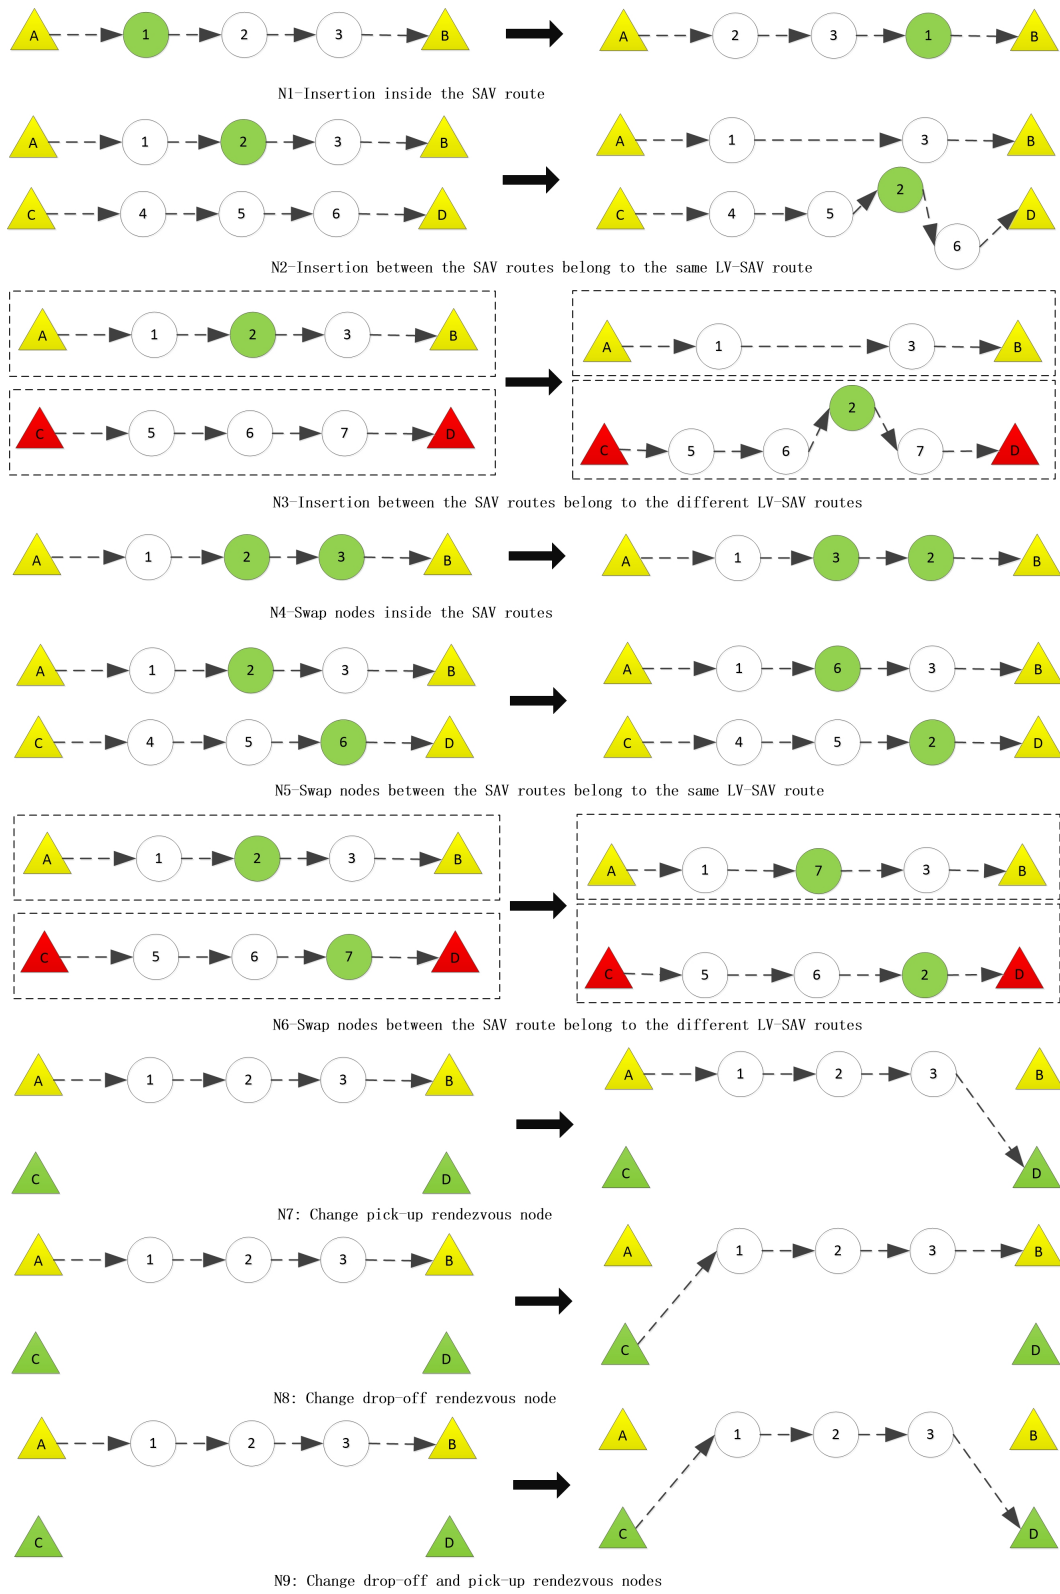 A 1 2 3 B A 2 3 1 B
N1-Insertion inside the SAV route
A 1 2 3 B A 1 3 B
C 4 5 6 D C 4 5 2 6 D
N2-Insertion between the SAV routes belong to the same LV-SAV route
A 1 2 3 B A 1 3 B
C 5 6 7 D C 5 6 2 7 D
N3-Insertion between the SAV routes belong to the different LV-SAV routes
A 1 2 3 B A 1 3 2 B
N4-Swap nodes inside the SAV routes
A 1 2 3 B A 1 6 3 B
C 4 5 6 D C 4 5 2 D
N5-Swap nodes between the SAV routes belong to the same LV-SAV route
A 1 2 3 B A 1 7 3 B
C 5 6 7 D C 5 6 2 D
N6-Swap nodes between the SAV route belong to the different LV-SAV routes
A 1 2 3 B A 1 2 3 B
C D C D
N7: Change pick-up rendezvous node
A 1 2 3 B A 1 2 3 B
C D C D
N8: Change drop-off rendezvous node
A 1 2 3 B A 1 2 3 B
C D C D
N9: Change drop-off and pick-up rendezvous nodes